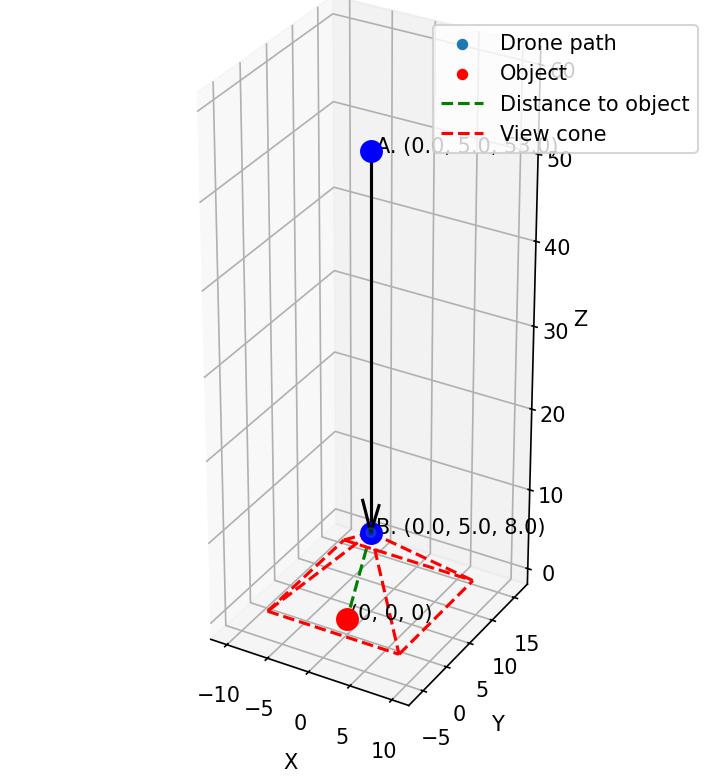 Drone path
Object
Distance to object
View cone
A. (0.0, 5.0, 53.0)
50
40
30
Z
20
10
B. (0.0, 5.0, 8.0)
0
(0, 0, 0)
−10
−5
0
5
10
X
−5
0
5
10
15
Y